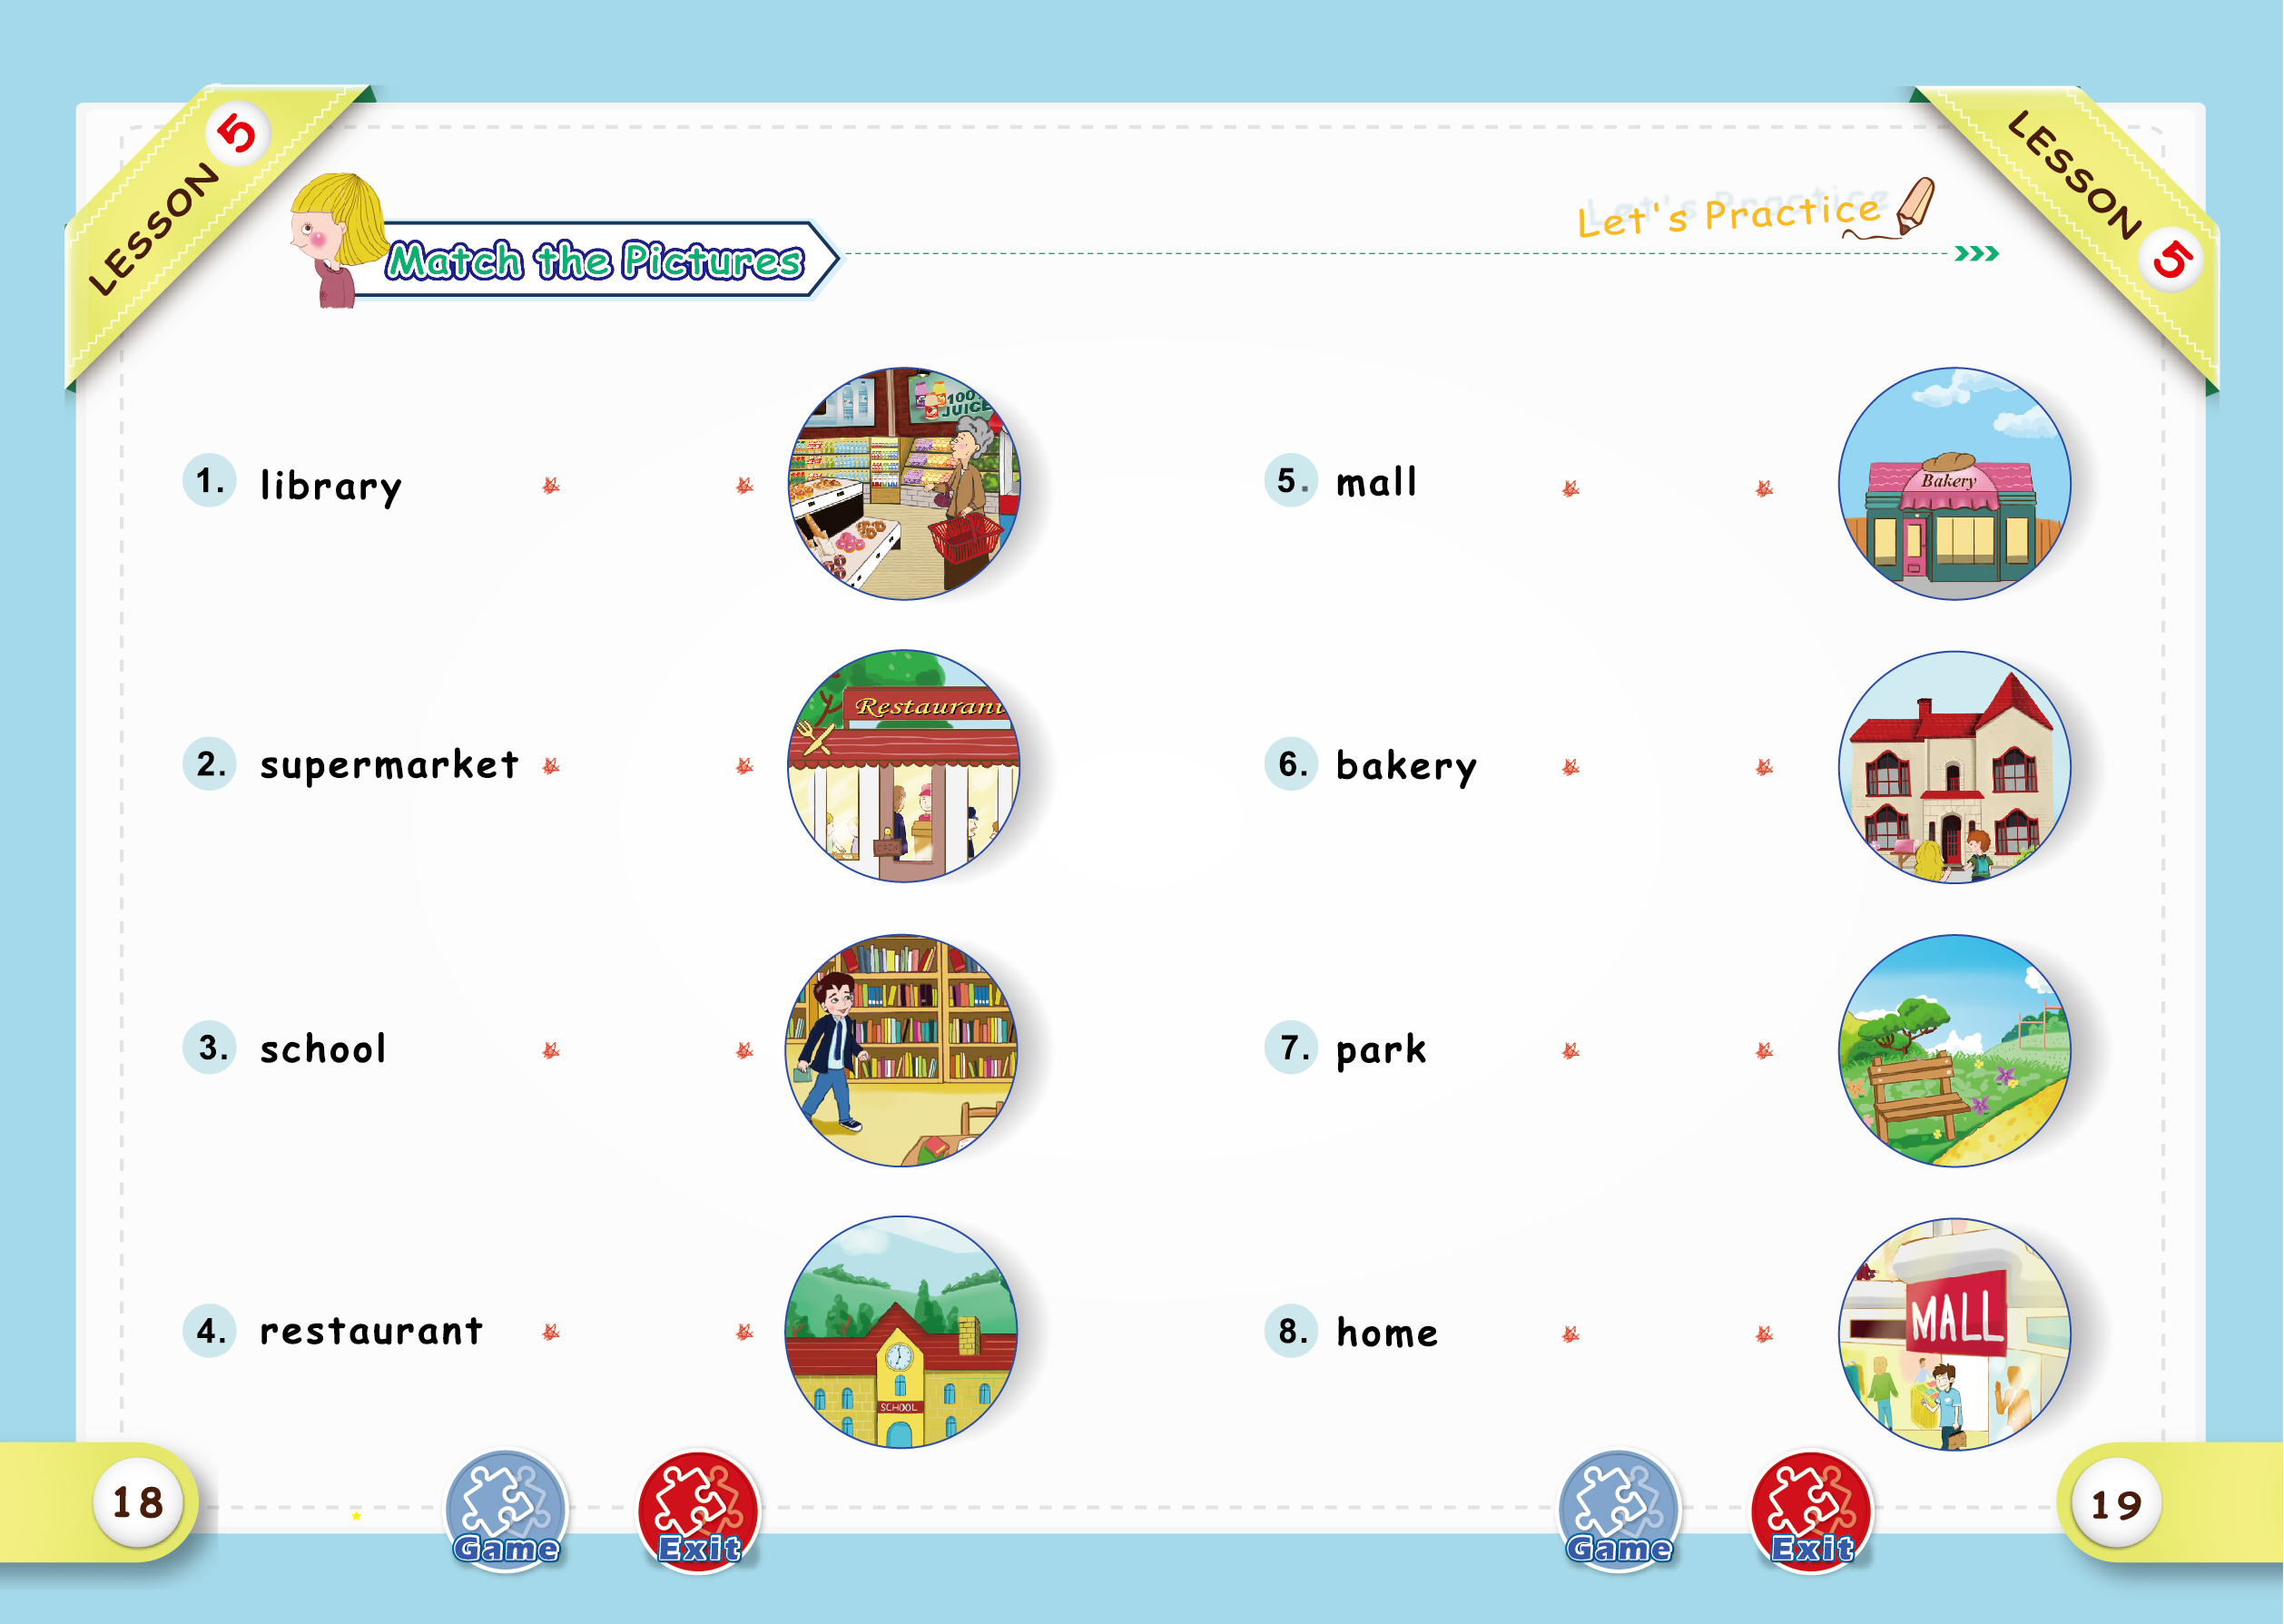 LESSON 5
LESSON 5
Let's Practice
Match the Pictures
1. library
100%
JUICE
2. supermarket
Restaurant
3. school
4. restaurant
SCHOOL
5. mall
Bakery
6. bakery
7. park
8. home
MALL
18
Game
Exit
Game
Exit
19